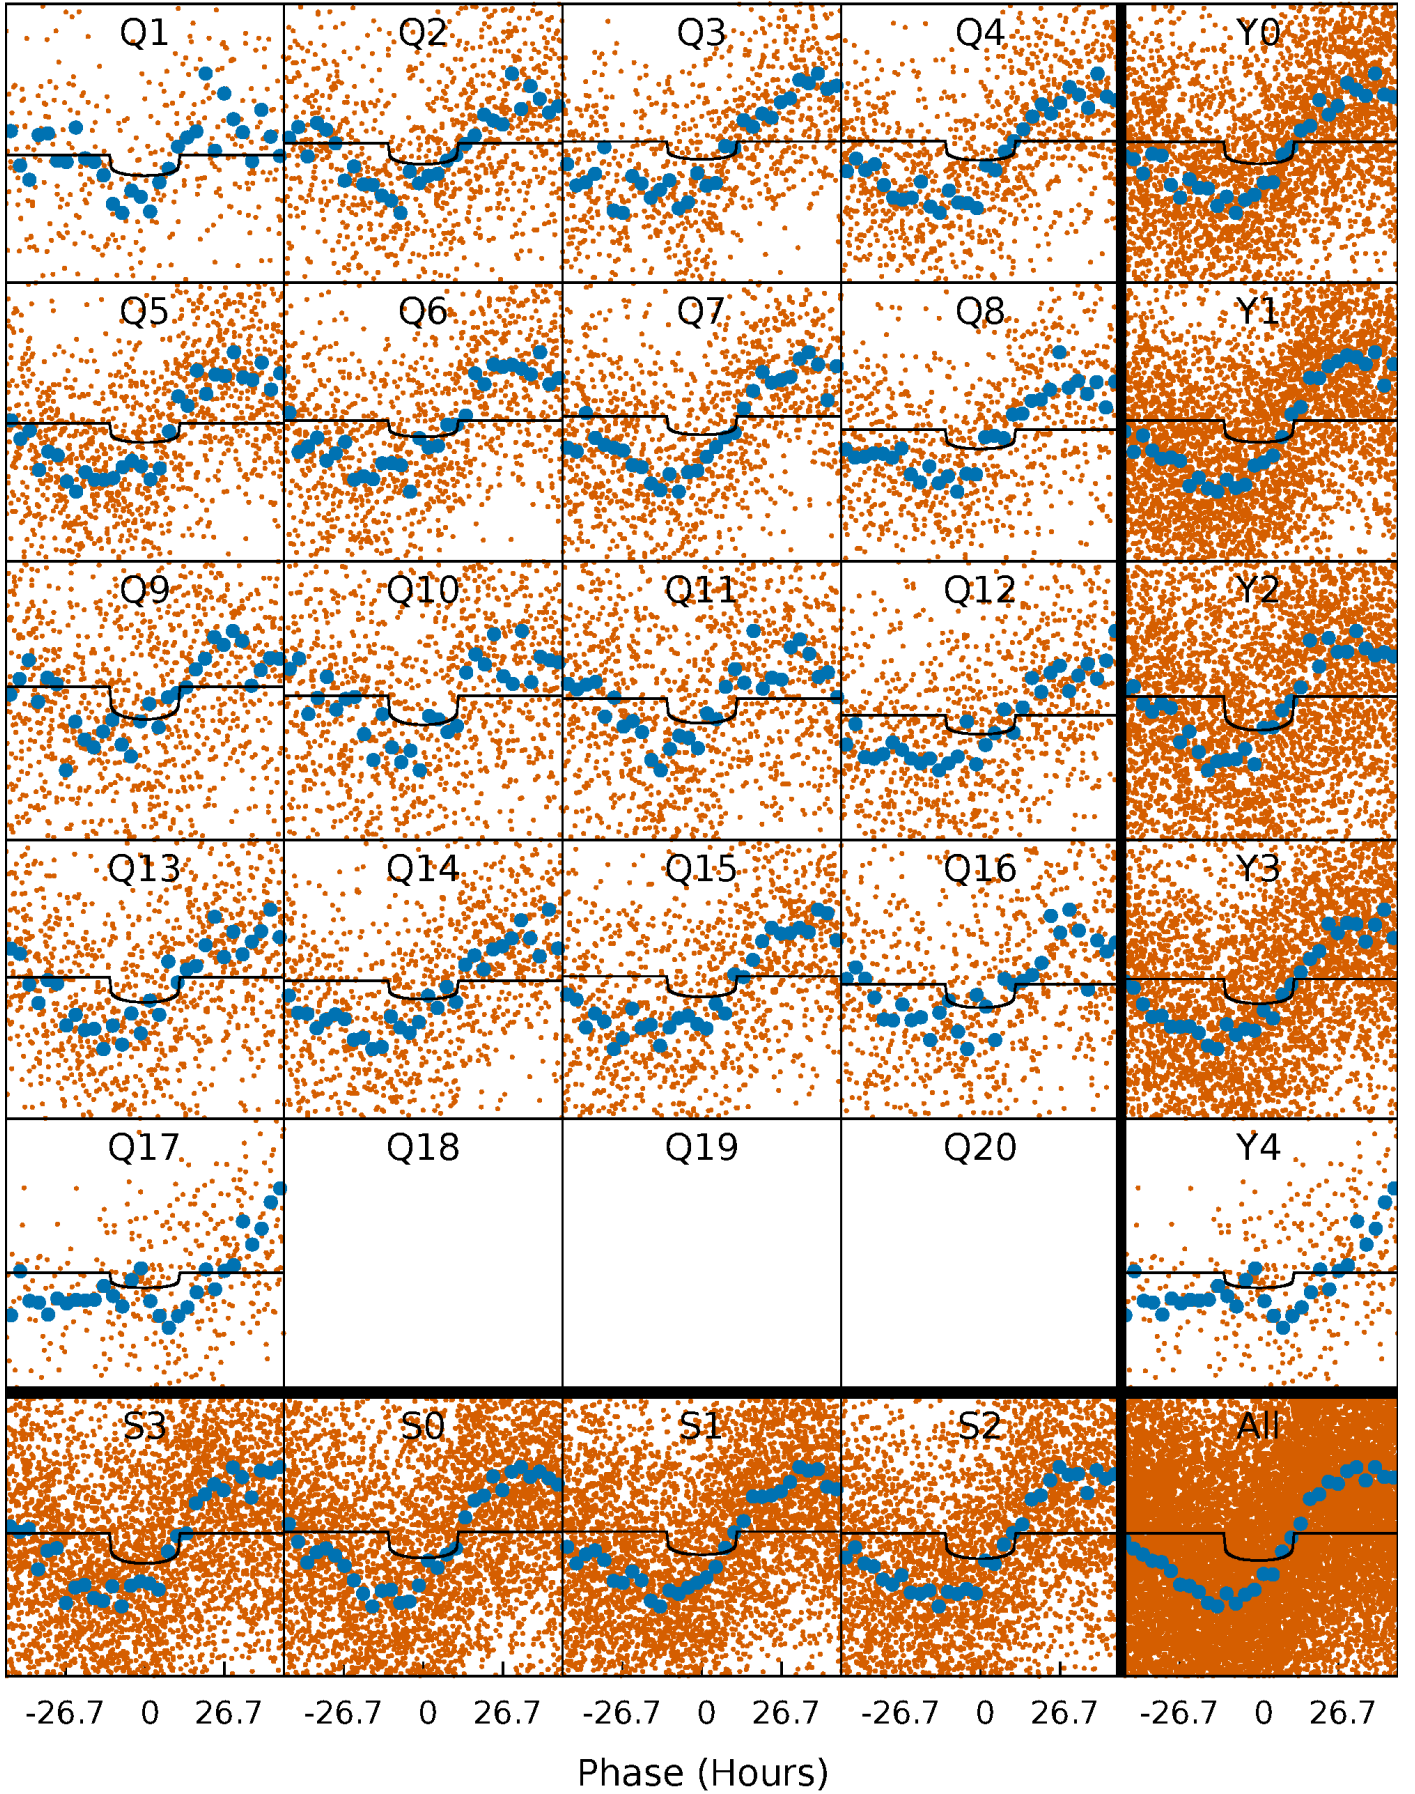 Q1 Q2 Q3 Q4 Y0
Q5 Q6 Q7 Q8 Y1
Q9 Q10 Q11 Q12 Y2
Q13 Q14 Q15 Q16 Y3
Q17 Q18 Q19 Q20 Y4
S3 S0 S1 S2 All
-26.7 0 26.7 -26.7 0 26.7 -26.7 0 26.7 -26.7 0 26.7 -26.7 0 26.7
Phase (Hours)